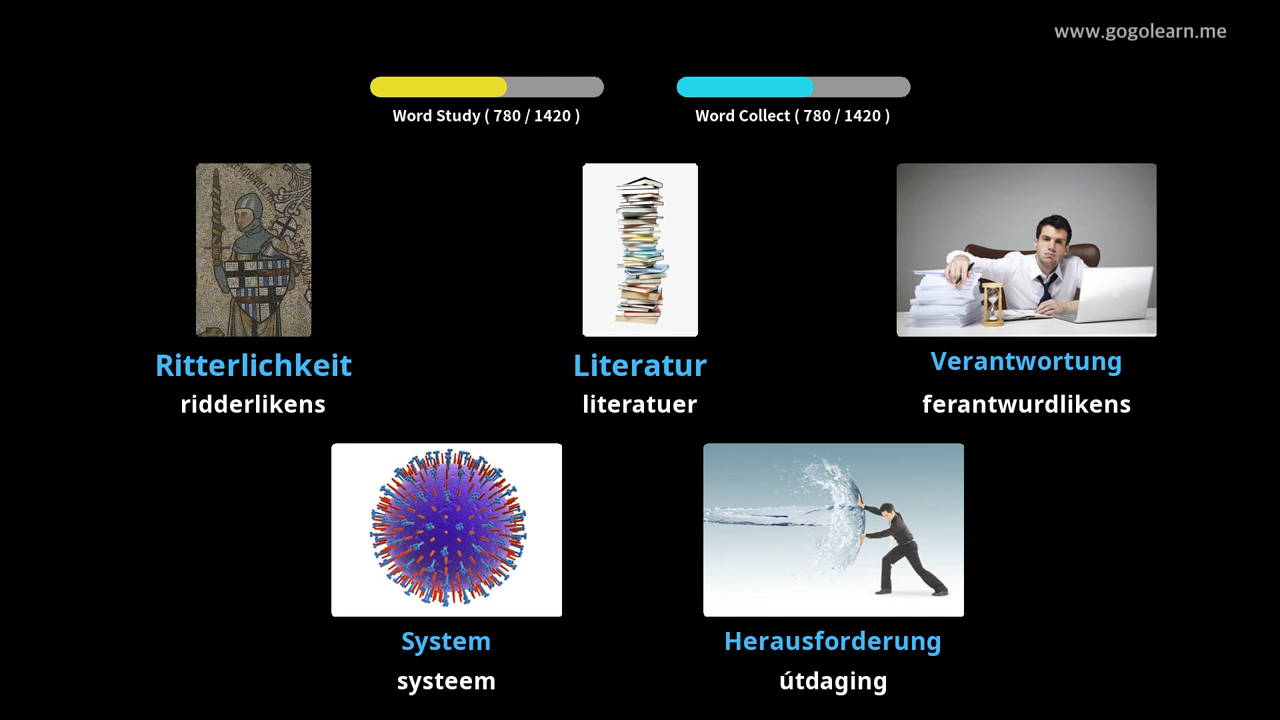 www.gogolearn.me
Word Study ( 780 / 1420 )
Word Collect ( 780 / 1420 )
Ritterlichkeit
ridderlikens
Literatur
literatuer
Verantwortung
ferantwurdlikens
System
systeem
Herausforderung
útdaging